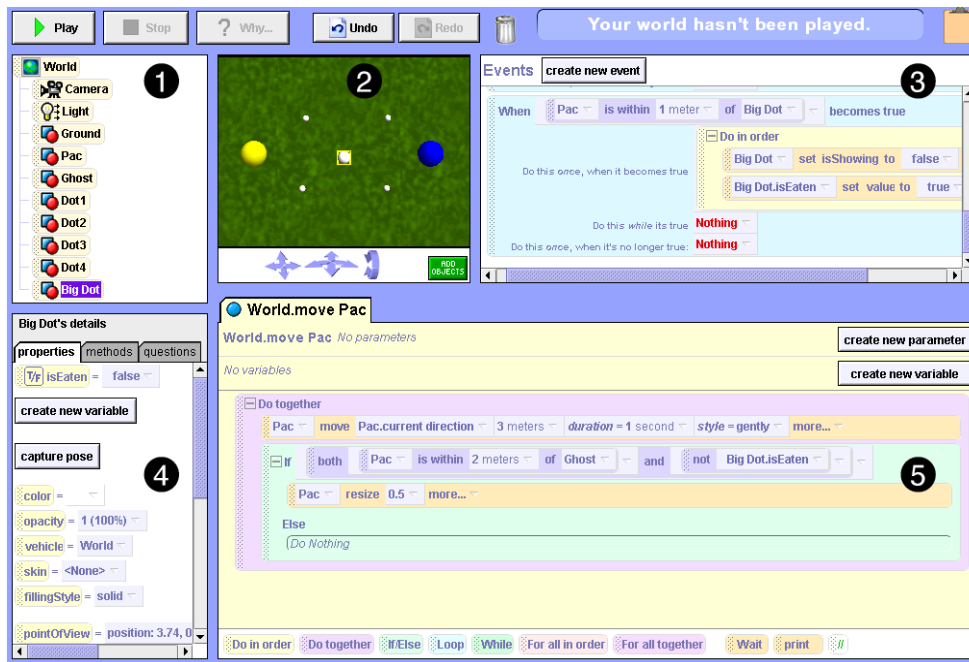 Play Stop ? Why... Undo Redo Your world hasn't been played.
World
Camera
Light
Ground
Pac
Ghost
Dot1
Dot2
Dot3
Dot4
Big Dot
1
2
ADD
OBJECTS
Events create new event 3
When Pac is within 1 meter of Big Dot becomes true
Do in order
Big Dot set isShowing to false
Do this once, when it becomes true
Big Dot.isEaten set value to true
Do this while its true Nothing
Do this once, when it's no longer true: Nothing
Big Dot's details
properties methods questions
T/F isEaten = false
create new variable
capture pose
4
color =
opacity = 1 (100%)
vehicle = World
skin = <None>
fillingStyle = solid
pointOfView = position: 3.74, 0
World.move Pac
World.move Pac No parameters create new parameter
No variables create new variable
Do together
Pac move Pac.current direction 3 meters duration = 1 second style = gently more...
If both Pac is within 2 meters of Ghost and not Big Dot.isEaten
Pac resize 0.5 more... 5
Else
Do Nothing
Do in order Do together If/Else Loop While For all in order For all together Wait print //